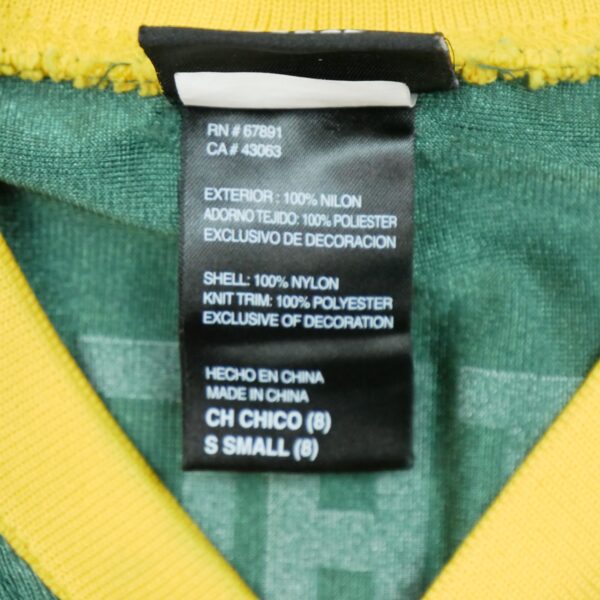 RN # 67891
CA # 43063
EXTERIOR : 100% NILON
ADORNO TEJIDO: 100% POLIESTER
EXCLUSIVO DE DECORACION
SHELL: 100% NYLON
KNIT TRIM: 100% POLYESTER
EXCLUSIVE OF DECORATION
HECHO EN CHINA
MADE IN CHINA
CH CHICO (8)
S SMALL (8)